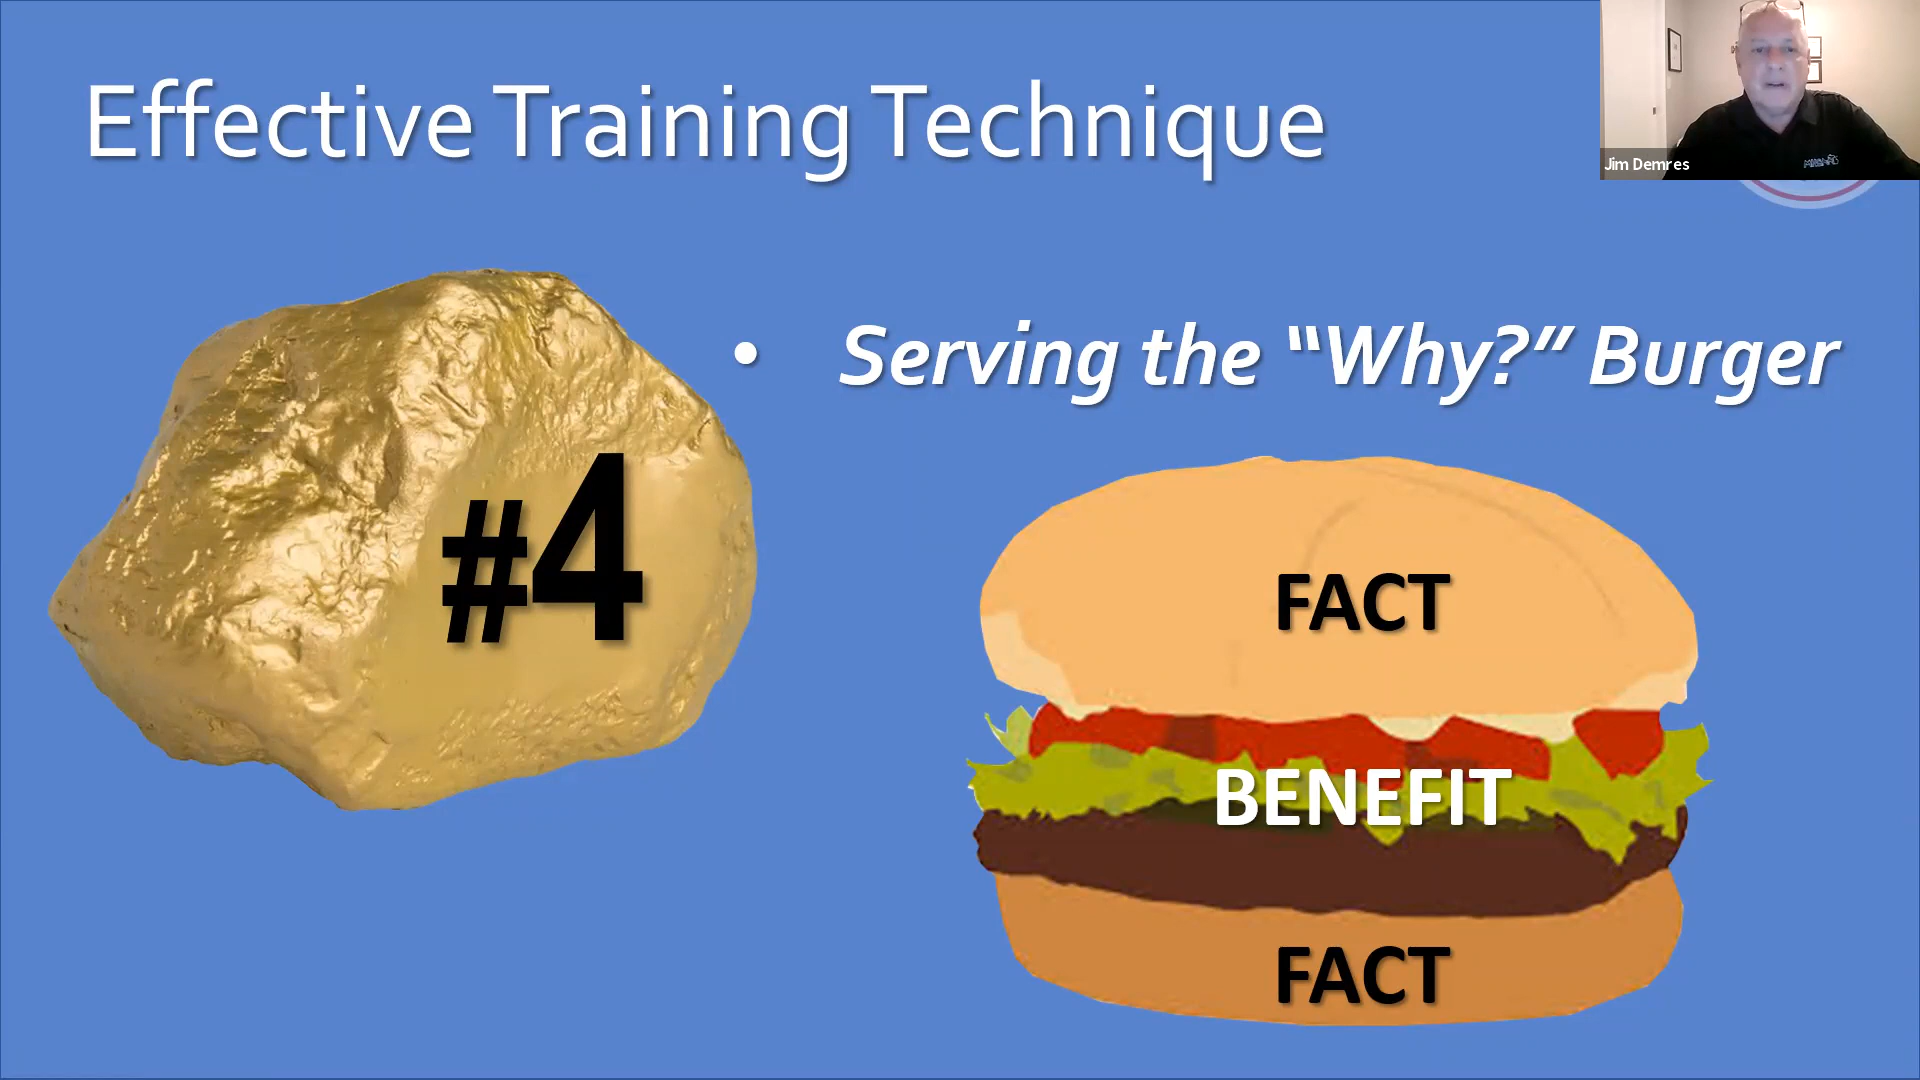 Effective Training Technique
Jim Demres
#4
• Serving the “Why?” Burger
FACT
BENEFIT
FACT